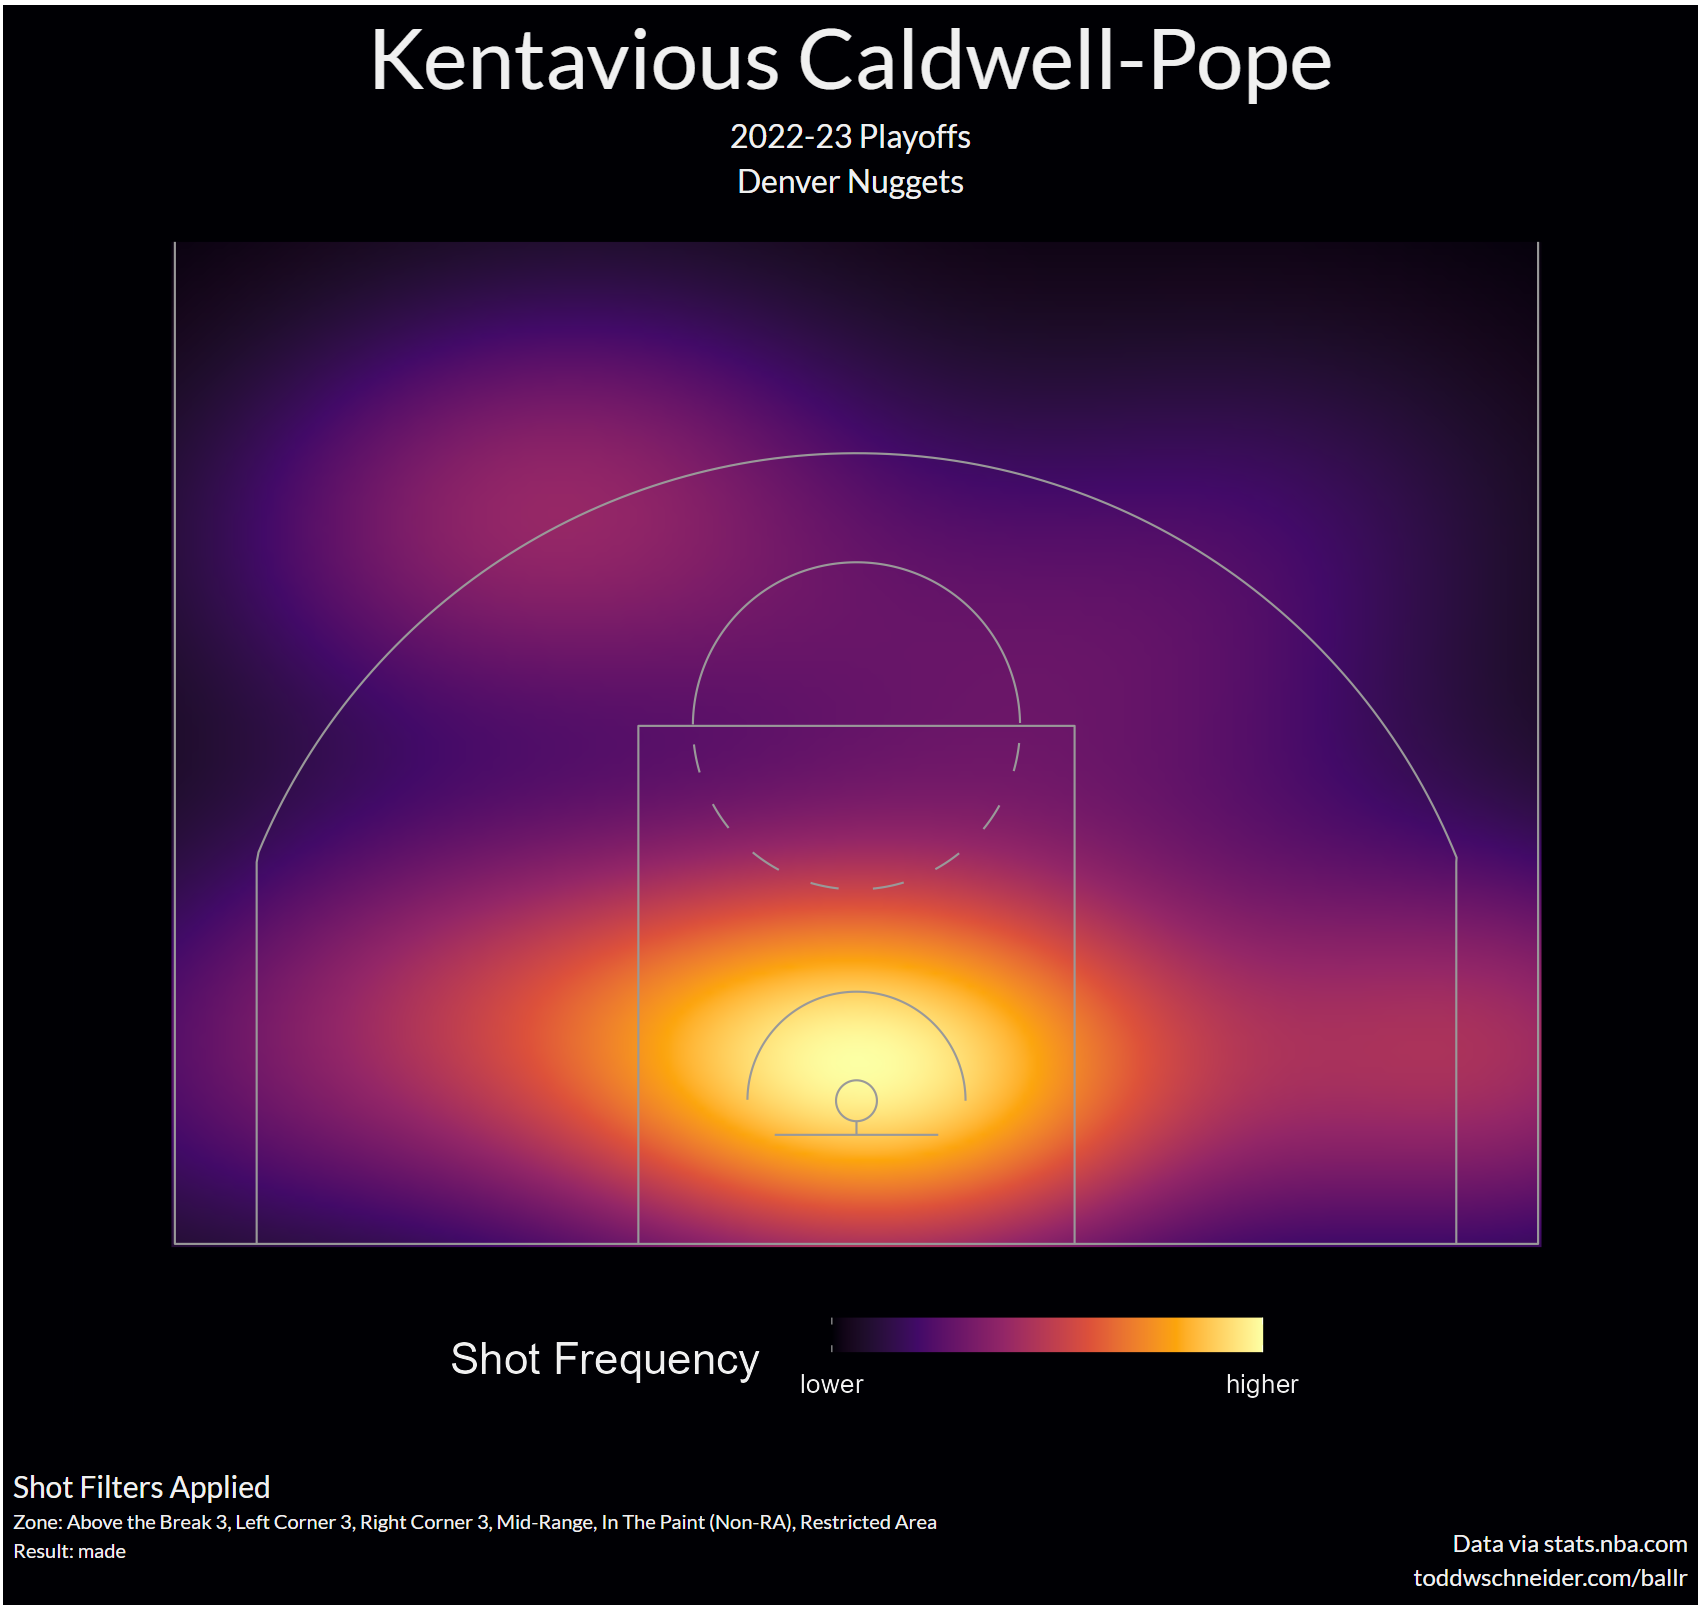 Kentavious Caldwell-Pope
2022-23 Playoffs
Denver Nuggets
Shot Frequency
lower
higher
Shot Filters Applied
Zone: Above the Break 3, Left Corner 3, Right Corner 3, Mid-Range, In The Paint (Non-RA), Restricted Area
Result: made
Data via stats.nba.com
toddwschneider.com/ballr